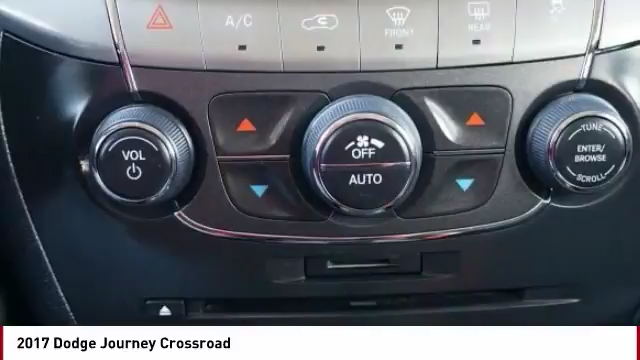 A/C
FRONT
REAR
VOL
OFF
AUTO
TUNE
ENTER/
BROWSE
SCROLL
2017 Dodge Journey Crossroad